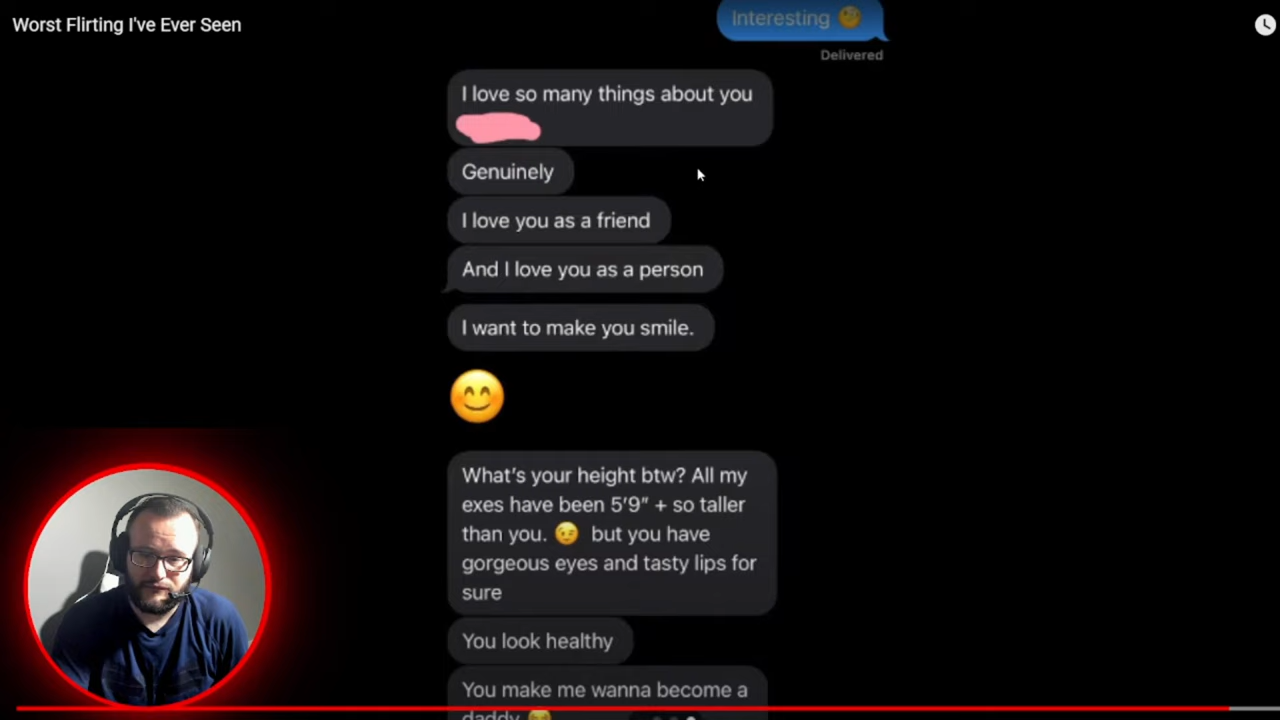 Worst Flirting I've Ever Seen
Interesting 🧐
Delivered
I love so many things about you
Genuinely
I love you as a friend
And I love you as a person
I want to make you smile.
😊
What's your height btw? All my
exes have been 5'9" + so taller
than you. 😉 but you have
gorgeous eyes and tasty lips for
sure
You look healthy
You make me wanna become a
daddy